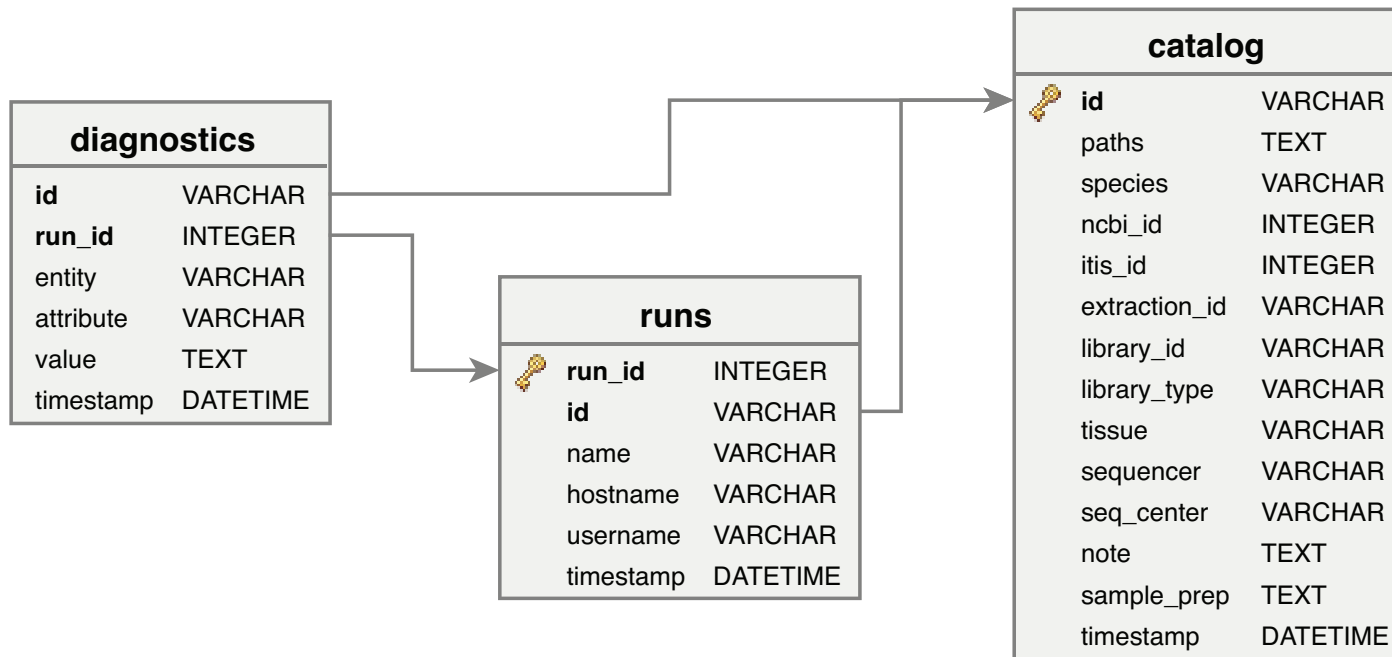 diagnostics
id VARCHAR
run_id INTEGER
entity VARCHAR
attribute VARCHAR
value TEXT
timestamp DATETIME
runs
run_id INTEGER
id VARCHAR
name VARCHAR
hostname VARCHAR
username VARCHAR
timestamp DATETIME
catalog
id VARCHAR
paths TEXT
species VARCHAR
ncbi_id INTEGER
itis_id INTEGER
extraction_id VARCHAR
library_id VARCHAR
library_type VARCHAR
tissue VARCHAR
sequencer VARCHAR
seq_center VARCHAR
note TEXT
sample_prep TEXT
timestamp DATETIME